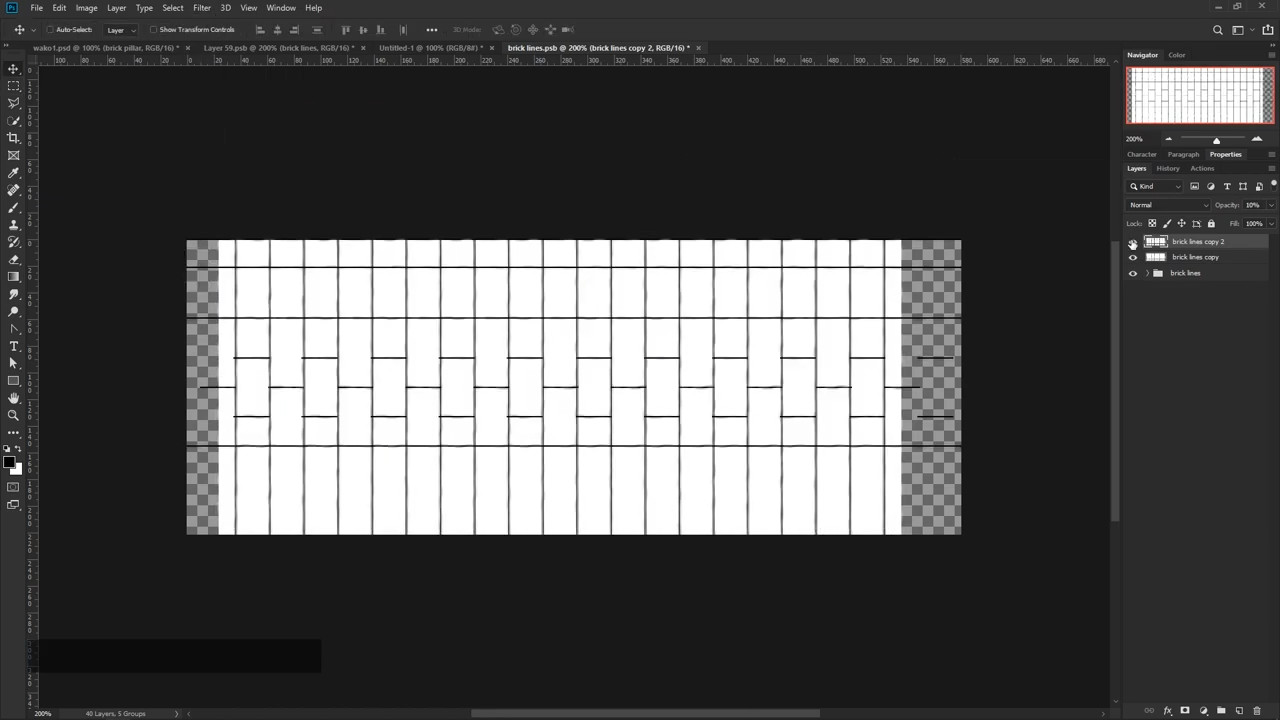 Ps File Edit Image Layer Type Select Filter 3D View Window Help
Auto-Select: Layer Show Transform Controls 3D Mode:
wako1.psd @ 100% (brick pillar, RGB/16) * × Layer 59.psb @ 200% (brick lines, RGB/16) * × Untitled-1 @ 100% (RGB/8#) * × brick lines.psb @ 200% (brick lines copy 2, RGB/16) * ×
100 80 60 40 20 0 20 40 60 80 100 120 140 160 180 200 220 240 260 280 300 320 340 360 380 400 420 440 460 480 500 520 540 560 580 600 620 640 660 680
Navigator Color
200%
Character Paragraph Properties
Layers History Actions
Kind
Normal Opacity: 10%
Lock: Fill: 100%
brick lines copy 2
brick lines copy
brick lines
200% 40 Layers, 5 Groups